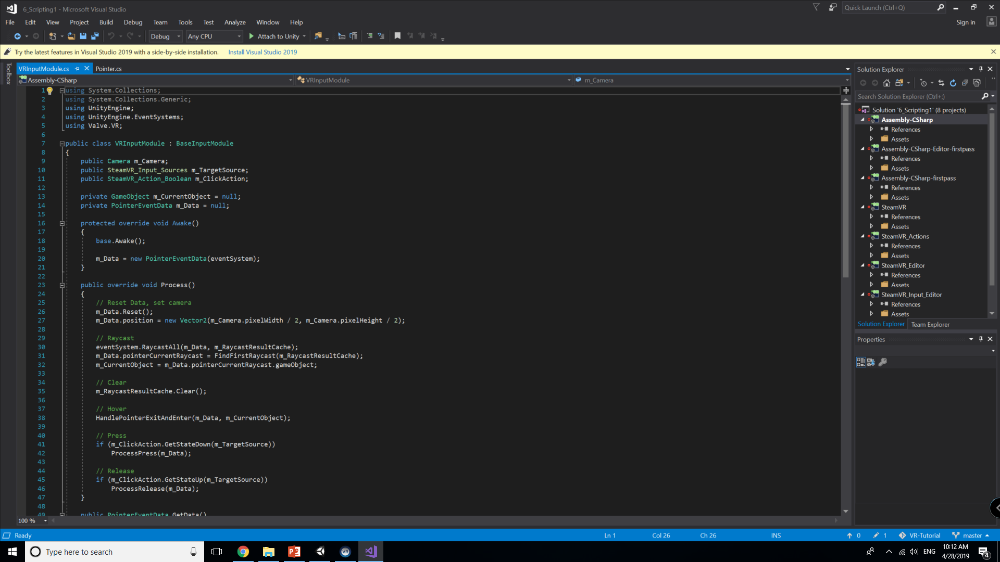 6_Scripting1 - Microsoft Visual Studio
Quick Launch (Ctrl+Q)
File Edit View Project Build Debug Team Tools Test Analyze Window Help
Sign in
Debug Any CPU Attach to Unity
Try the latest features in Visual Studio 2019 with a side-by-side installation. Install Visual Studio 2019
Toolbox
VRInputModule.cs Pointer.cs
Assembly-CSharp VRInputModule m_Camera
1 using System.Collections;
2 using System.Collections.Generic;
3 using UnityEngine;
4 using UnityEngine.EventSystems;
5 using Valve.VR;
6
7 public class VRInputModule : BaseInputModule
8 {
9 public Camera m_Camera;
10 public SteamVR_Input_Sources m_TargetSource;
11 public SteamVR_Action_Boolean m_ClickAction;
12
13 private GameObject m_CurrentObject = null;
14 private PointerEventData m_Data = null;
15
16 protected override void Awake()
17 {
18 base.Awake();
19
20 m_Data = new PointerEventData(eventSystem);
21 }
22
23 public override void Process()
24 {
25 // Reset Data, set camera
26 m_Data.Reset();
27 m_Data.position = new Vector2(m_Camera.pixelWidth / 2, m_Camera.pixelHeight / 2);
28
29 // Raycast
30 eventSystem.RaycastAll(m_Data, m_RaycastResultCache);
31 m_Data.pointerCurrentRaycast = FindFirstRaycast(m_RaycastResultCache);
32 m_CurrentObject = m_Data.pointerCurrentRaycast.gameObject;
33
34 // Clear
35 m_RaycastResultCache.Clear();
36
37 // Hover
38 HandlePointerExitAndEnter(m_Data, m_CurrentObject);
39
40 // Press
41 if (m_ClickAction.GetStateDown(m_TargetSource))
42 ProcessPress(m_Data);
43
44 // Release
45 if (m_ClickAction.GetStateUp(m_TargetSource))
46 ProcessRelease(m_Data);
47 }
48
49 public PointerEventData GetData()
100 %
Solution Explorer
Search Solution Explorer (Ctrl+;)
Solution '6_Scripting1' (8 projects)
Assembly-CSharp
References
Assets
Assembly-CSharp-Editor-firstpass
References
Assets
Assembly-CSharp-firstpass
References
Assets
SteamVR
References
Assets
SteamVR_Actions
References
Assets
SteamVR_Editor
References
Assets
SteamVR_Input_Editor
References
Assets
Solution Explorer Team Explorer
Properties
Ready Ln 1 Col 26 Ch 26 INS 0 1 VR-Tutorial master
Type here to search
ENG
10:12 AM
4/28/2019
4